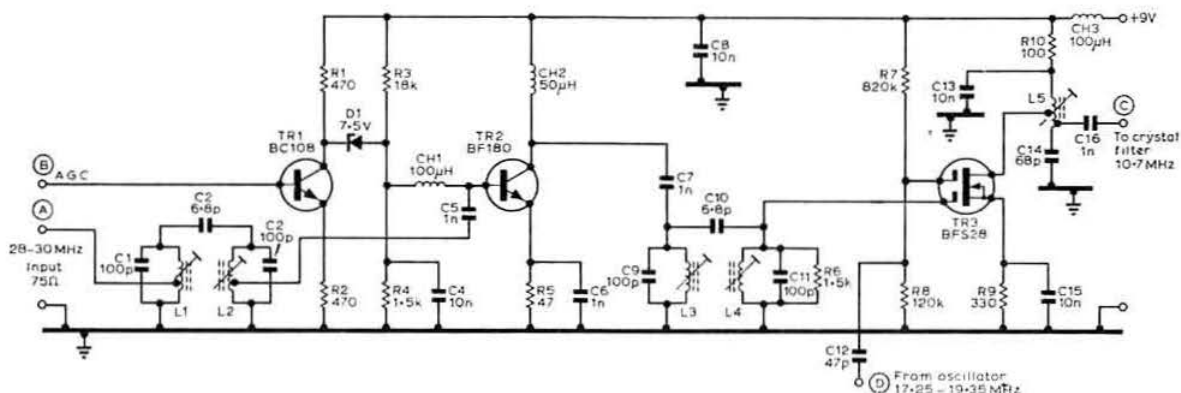 +9V
CH3
100μH
R10
100
R1
470
R3
18k
CH2
50μH
C8
10n
R7
820k
C13
10n
L5
C
D1
7·5V
TR1
BC108
TR2
BF180
CH1
100μH
C16
1n
To crystal
filter
10·7MHz
C14
68p
B
AGC
C7
1n
C5
1n
C10
6·8p
TR3
BFS28
A
C2
6·8p
C2
100p
28–30MHz
Input
75Ω
C1
100p
L1
L2
R2
470
R4
1·5k
C4
10n
R5
47
C6
1n
C9
100p
L3
L4
C11
100p
R6
1·5k
R8
120k
R9
330
C15
10n
C12
47p
D
From oscillator
17·25 – 19·35MHz